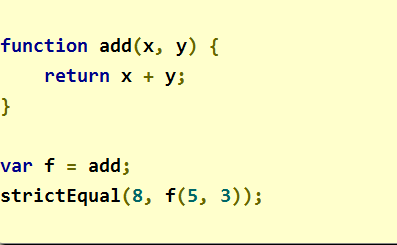 function add(x, y) {
    return x + y;
}
var f = add;
strictEqual(8, f(5, 3));